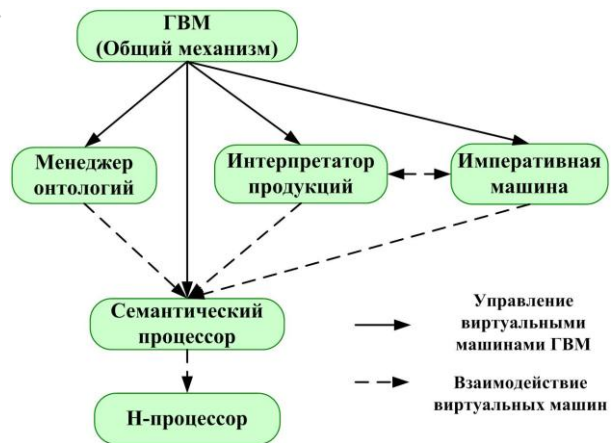 ГВМ
(Общий механизм)
Менеджер
онтологий
Интерпретатор
продукций
Императивная
машина
Семантический
процессор
Н-процессор
Управление
виртуальными
машинами ГВМ
Взаимодействие
виртуальных машин